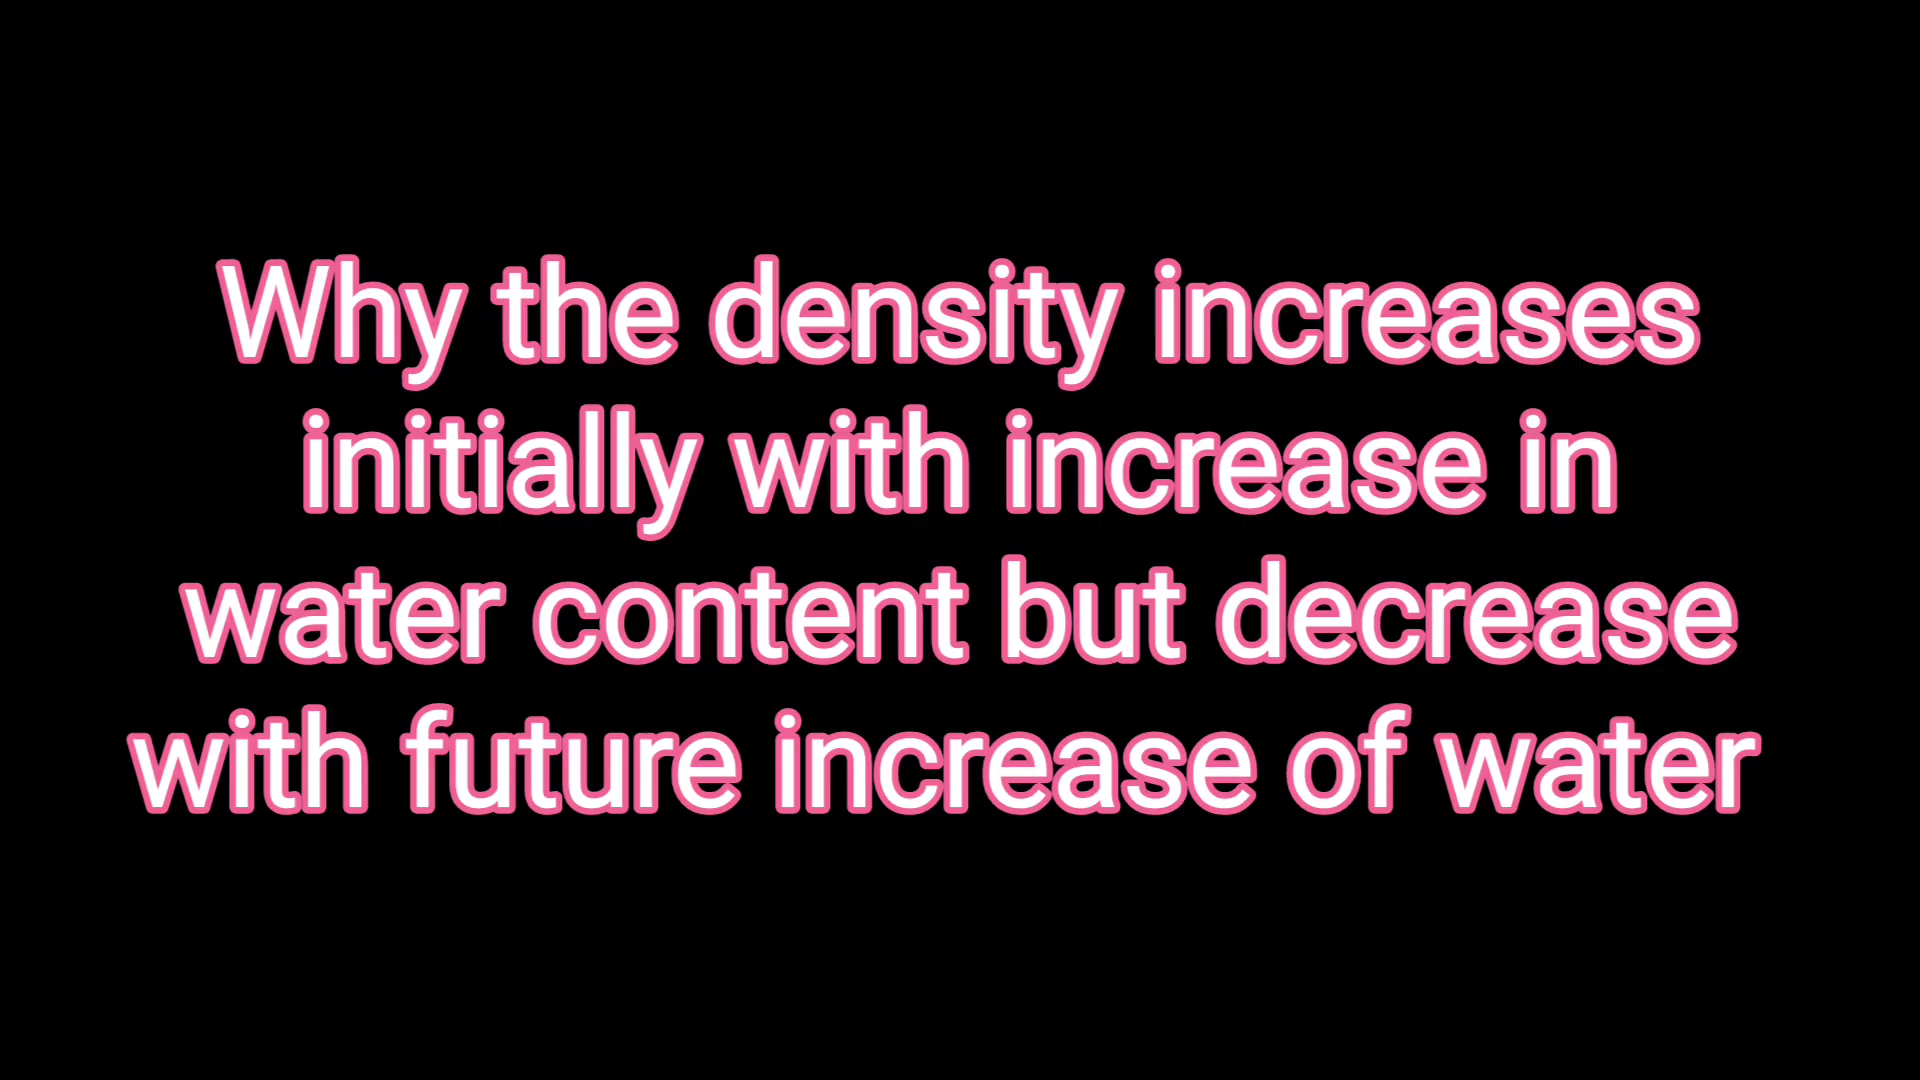 Why the density increases
initially with increase in
water content but decrease
with future increase of water